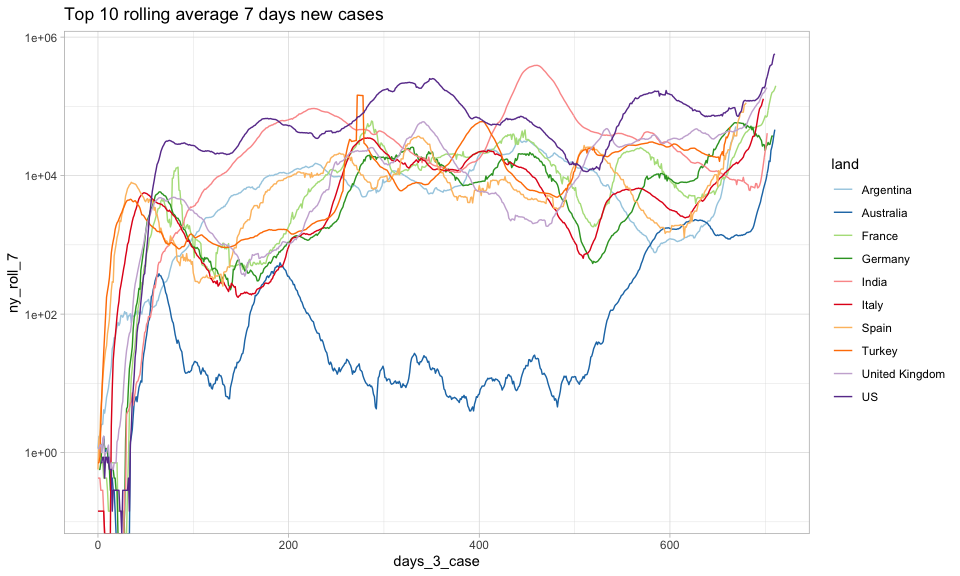 Top 10 rolling average 7 days new cases
1e+06
1e+04
1e+02
1e+00
ny_roll_7
0 200 400 600
days_3_case
land
Argentina
Australia
France
Germany
India
Italy
Spain
Turkey
United Kingdom
US